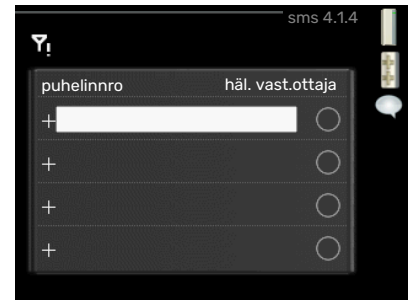 sms 4.1.4
puhelinnro häl. vast.ottaja
+
+
+
+